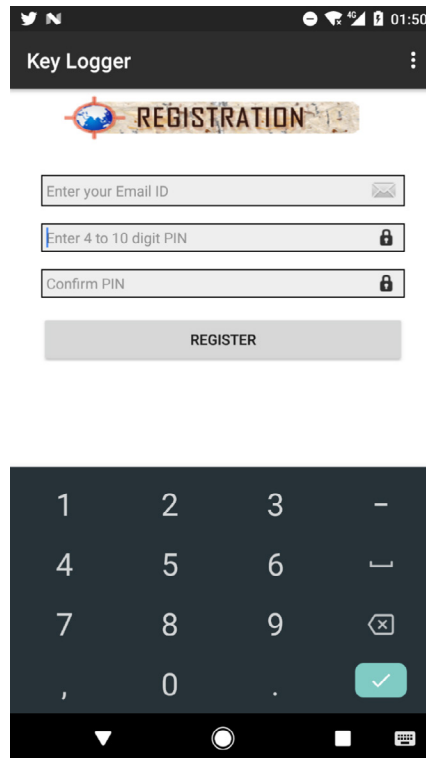 4G 01:50
Key Logger
REGISTRATION
Enter your Email ID
Enter 4 to 10 digit PIN
Confirm PIN
REGISTER
1 2 3 -
4 5 6
7 8 9
, 0 .